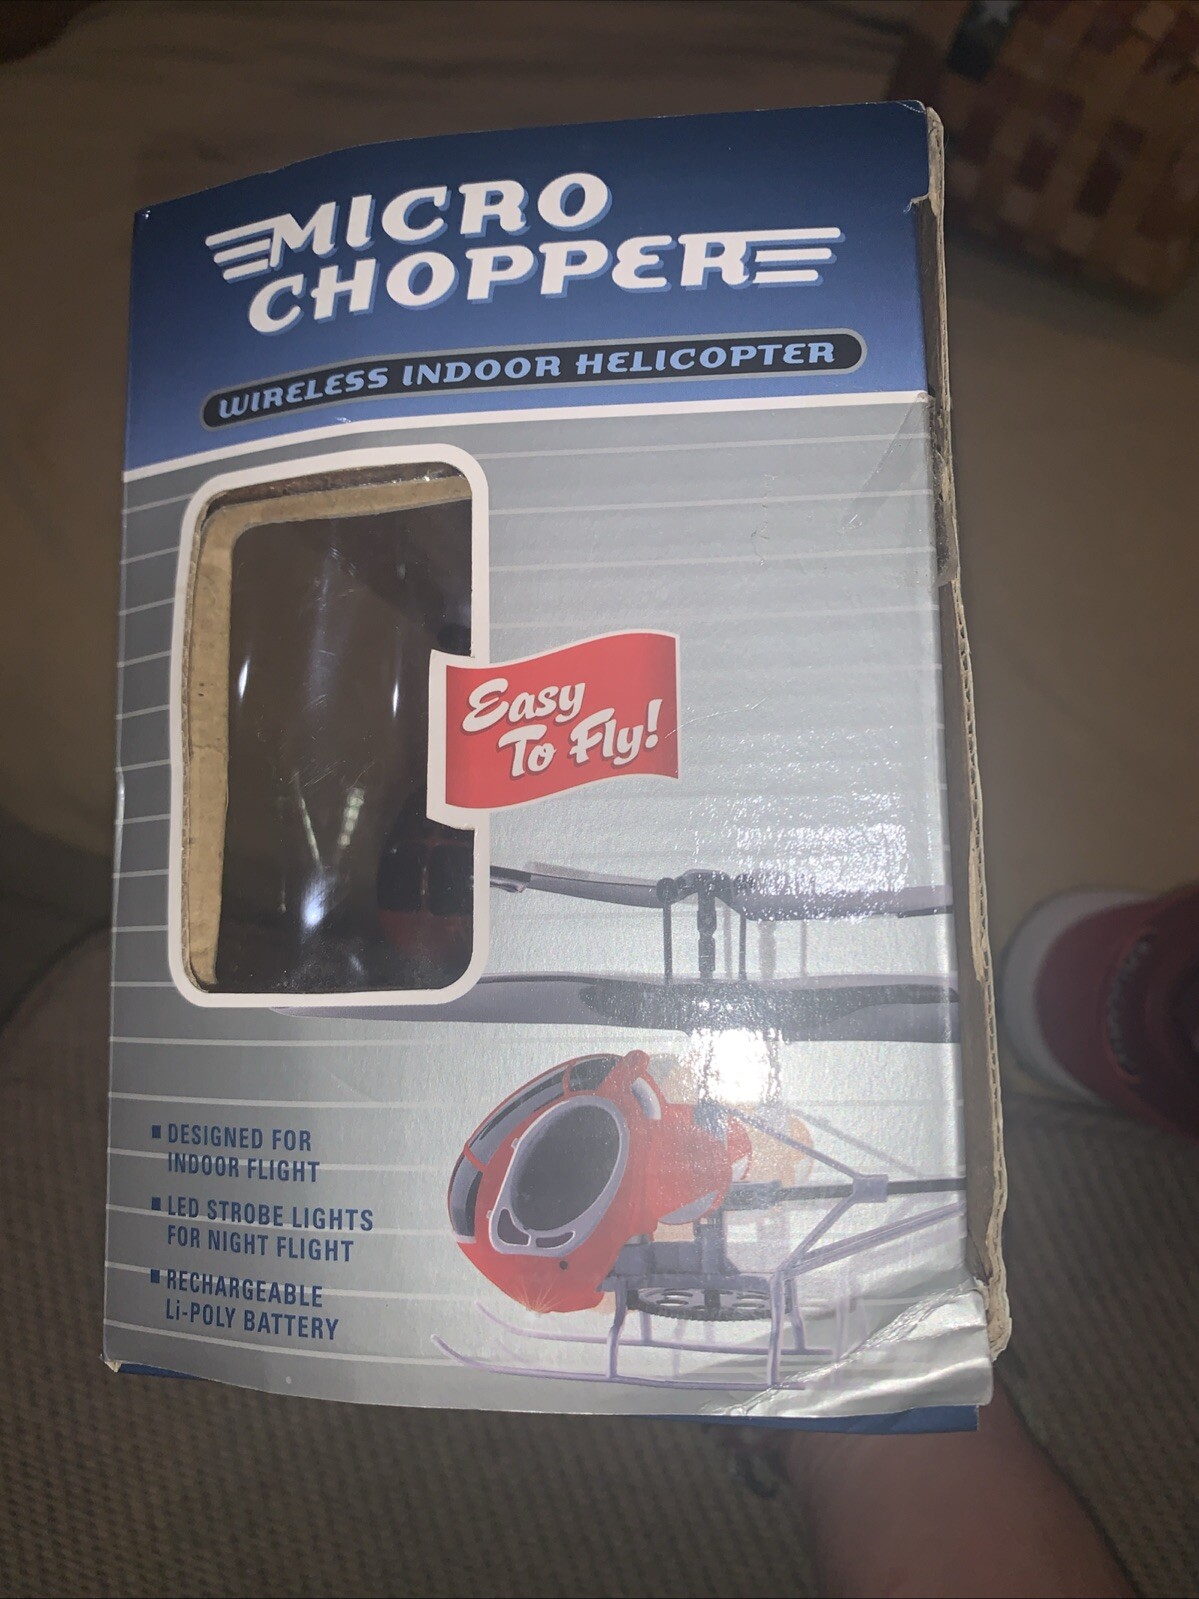 MICRO
CHOPPER
WIRELESS INDOOR HELICOPTER
Easy
To Fly!
■ DESIGNED FOR
INDOOR FLIGHT
■ LED STROBE LIGHTS
FOR NIGHT FLIGHT
■ RECHARGEABLE
Li-POLY BATTERY